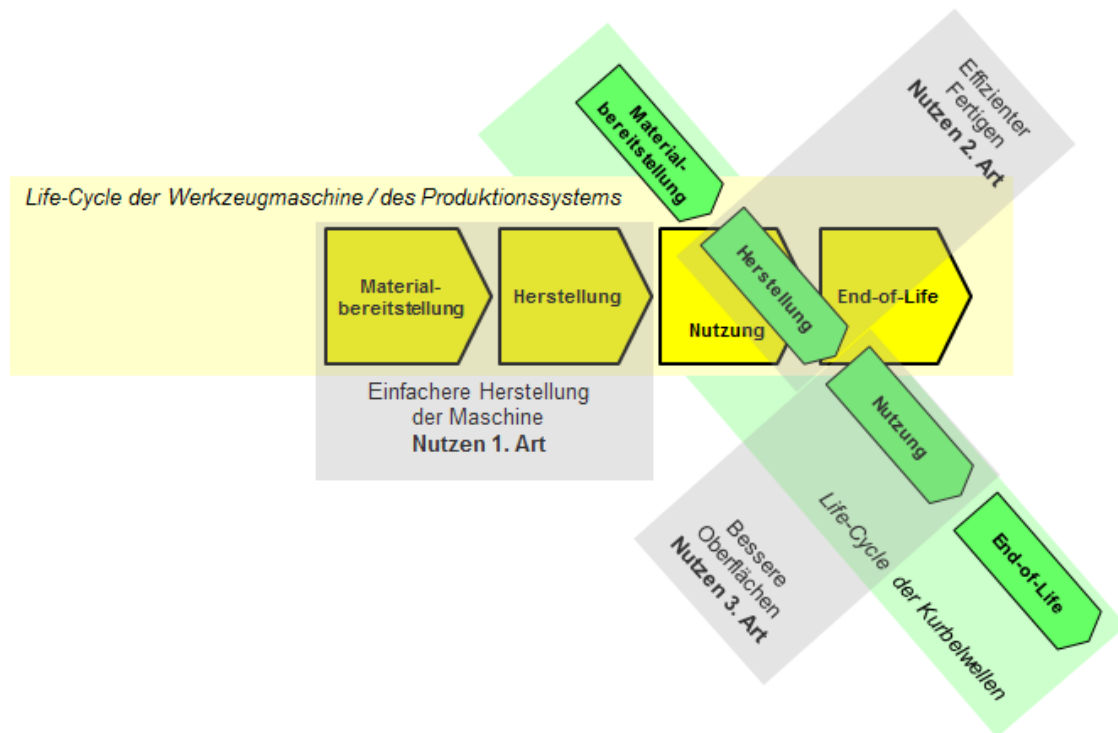 Effizienter
Fertigen
Nutzen 2. Art
Material-
bereitstellung
Life-Cycle der Werkzeugmaschine / des Produktionssystems
Material-
bereitstellung
Herstellung
Nutzung
Herstellung
End-of-Life
Einfachere Herstellung
der Maschine
Nutzen 1. Art
Nutzung
Bessere
Oberflächen
Nutzen 3. Art
Life-Cycle der Kurbelwellen
End-of-Life